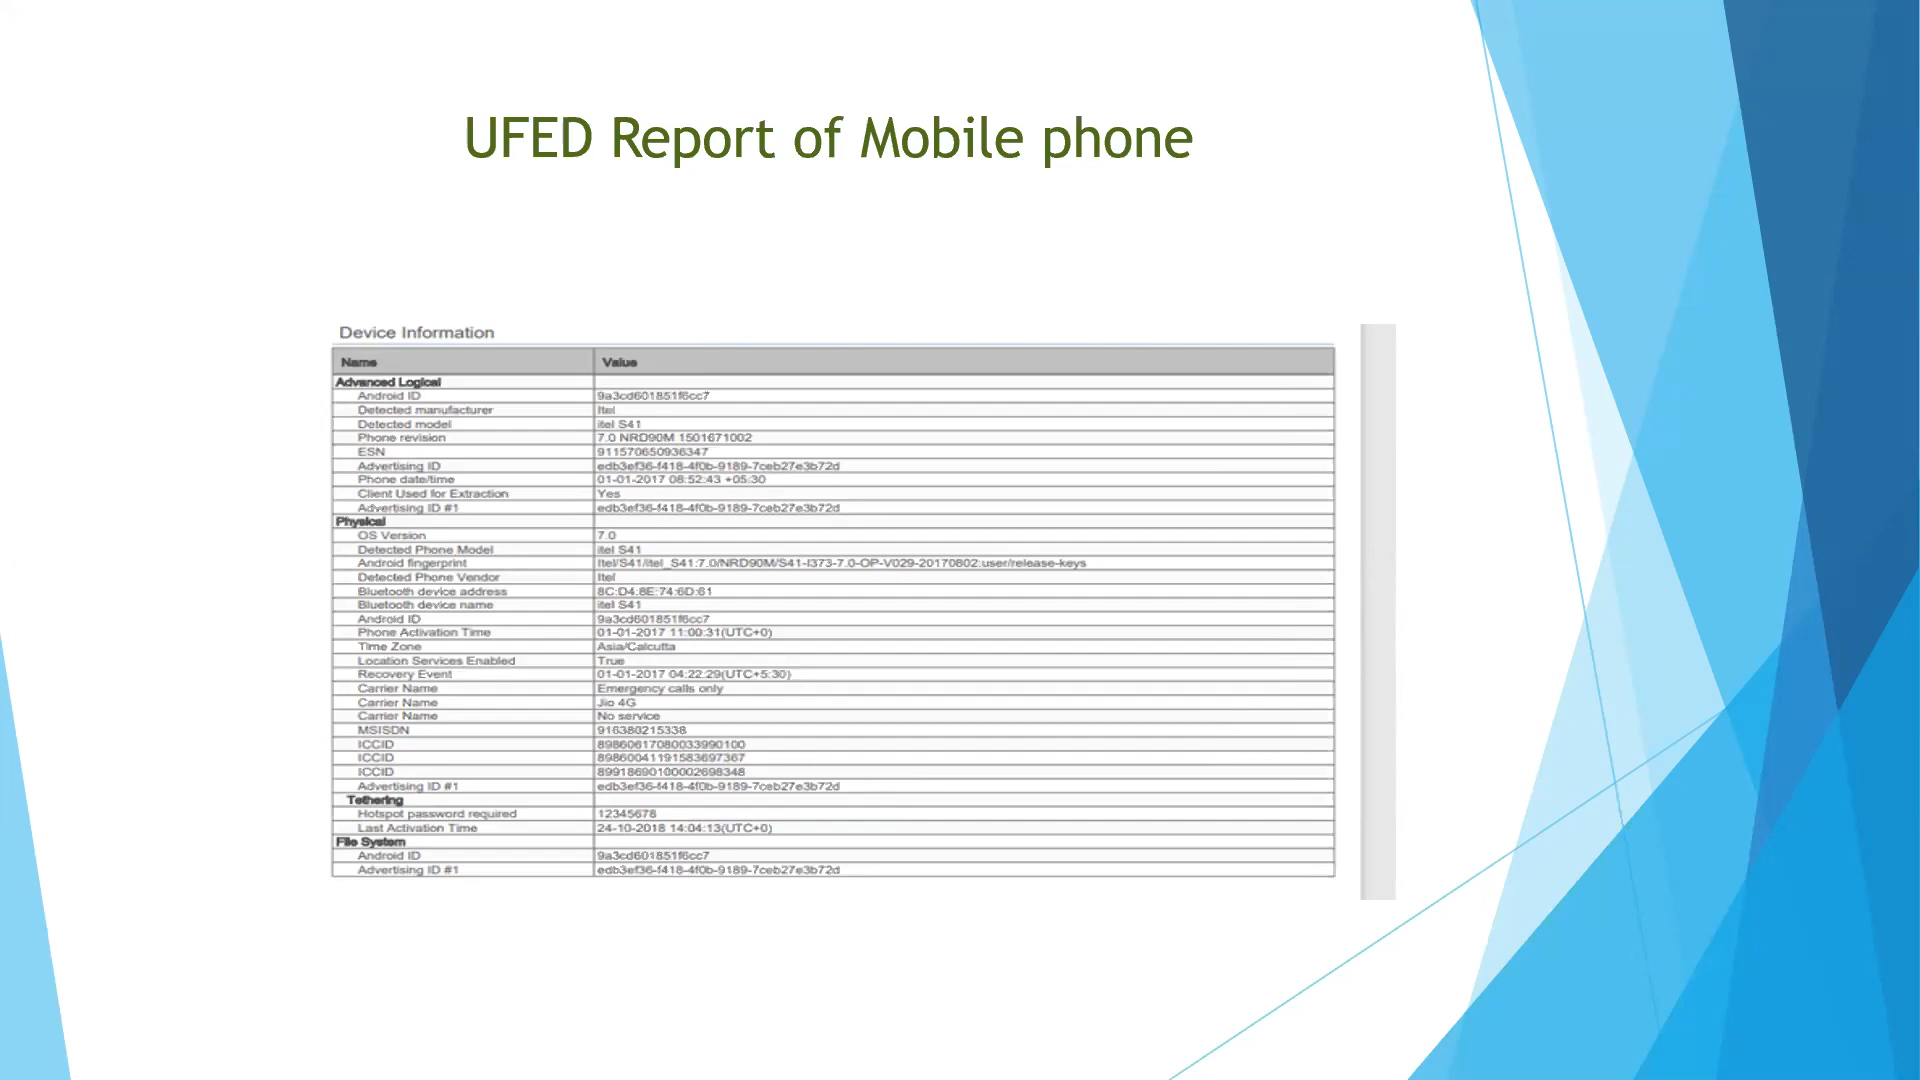 UFED Report of Mobile phone
Device Information
Name Value
Advanced Logical
Android ID 9a3cd601851f6cc7
Detected manufacturer Itel
Detected model itel S41
Phone revision 7.0 NRD90M 1501671002
ESN 911570650936347
Advertising ID edb3ef36-f418-4f0b-9189-7ceb27e3b72d
Phone date/time 01-01-2017 08:52:43 +05:30
Client Used for Extraction Yes
Advertising ID #1 edb3ef36-f418-4f0b-9189-7ceb27e3b72d
Physical
OS Version 7.0
Detected Phone Model itel S41
Android fingerprint Itel/S41/itel_S41:7.0/NRD90M/S41-I373-7.0-OP-V029-20170802:user/release-keys
Detected Phone Vendor Itel
Bluetooth device address 8C:D4:8E:74:6D:61
Bluetooth device name itel S41
Android ID 9a3cd601851f6cc7
Phone Activation Time 01-01-2017 11:00:31(UTC+0)
Time Zone Asia/Calcutta
Location Services Enabled True
Recovery Event 01-01-2017 04:22:29(UTC+5:30)
Carrier Name Emergency calls only
Carrier Name Jio 4G
Carrier Name No service
MSISDN 916380215338
ICCID 89860617080033990100
ICCID 89860041191583697367
ICCID 89918690100002698348
Advertising ID #1 edb3ef36-f418-4f0b-9189-7ceb27e3b72d
Tethering
Hotspot password required 12345678
Last Activation Time 24-10-2018 14:04:13(UTC+0)
File System
Android ID 9a3cd601851f6cc7
Advertising ID #1 edb3ef36-f418-4f0b-9189-7ceb27e3b72d